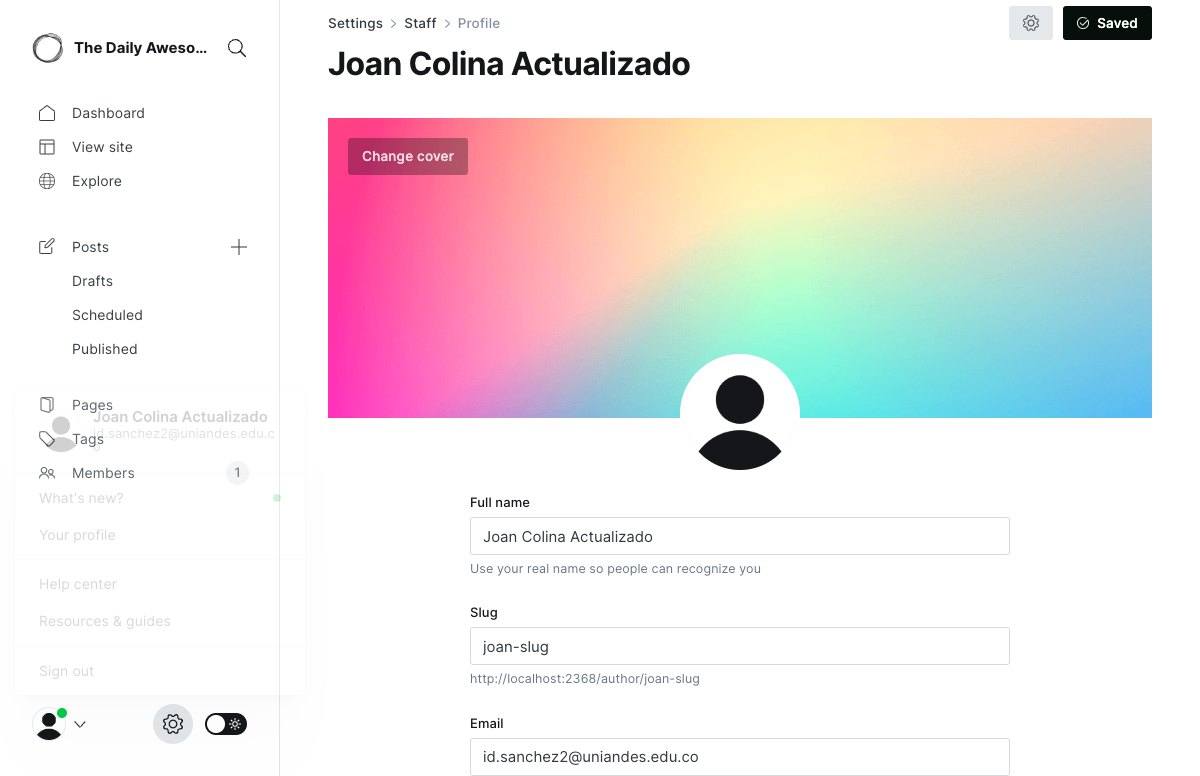 The Daily Aweso...
Dashboard
View site
Explore
Posts
Drafts
Scheduled
Published
Pages
Joan Colina Actualizado
Tags
id.sanchez2@uniandes.edu.c
Members
1
What's new?
Your profile
Help center
Resources & guides
Sign out
Settings > Staff > Profile
Saved
Joan Colina Actualizado
Change cover
Full name
Joan Colina Actualizado
Use your real name so people can recognize you
Slug
joan-slug
http://localhost:2368/author/joan-slug
Email
id.sanchez2@uniandes.edu.co